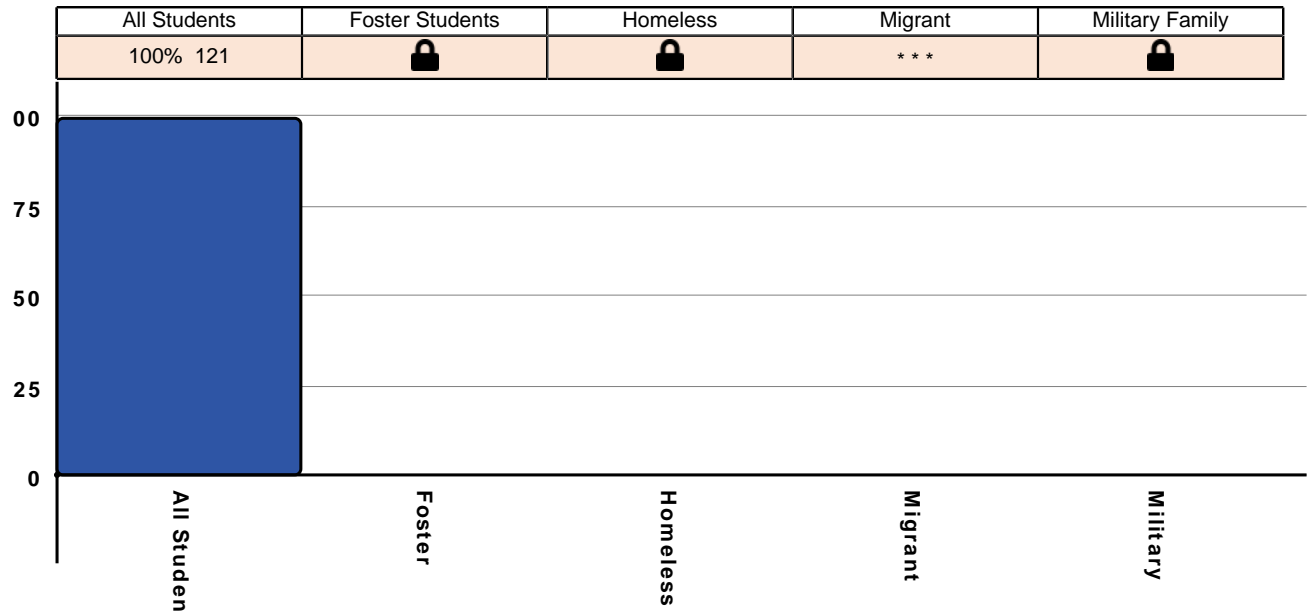 All Students Foster Students Homeless Migrant Military Family
100% 121 * * *
00
75
50
25
0
All Studen
Foster
Homeless
Migrant
Military